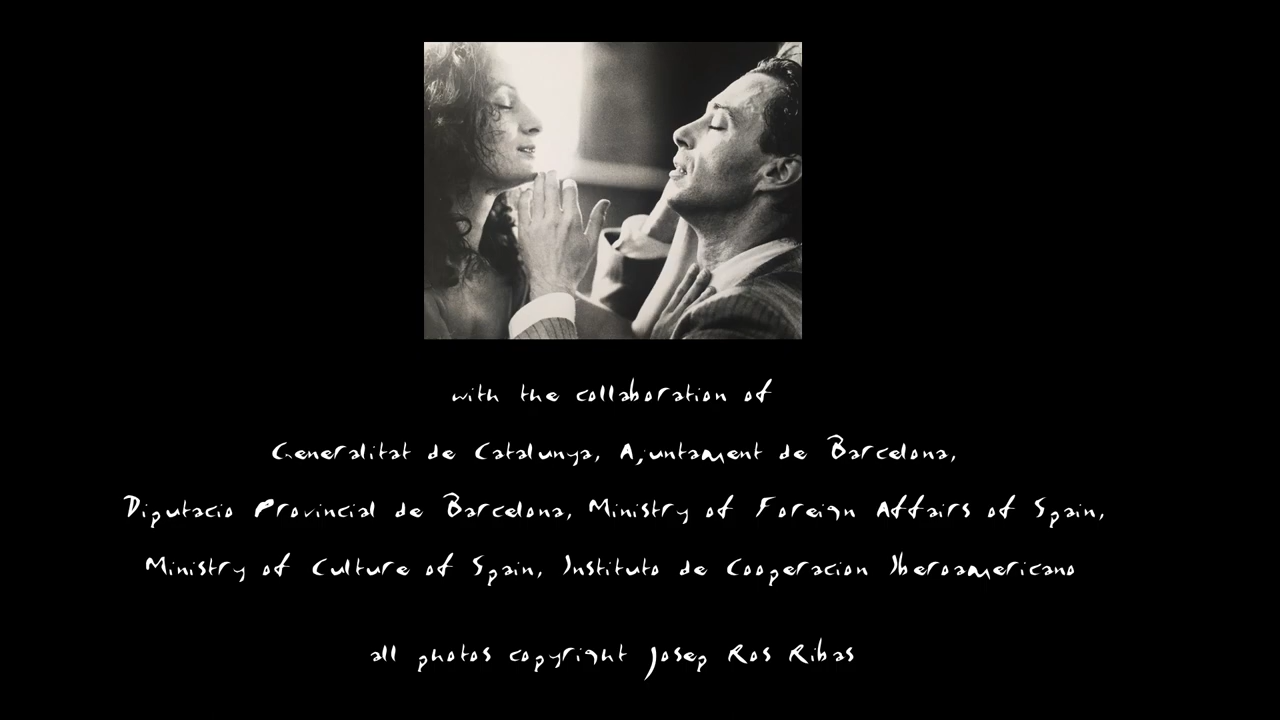 with the collaboration of
Generalitat de Catalunya, Ajuntament de Barcelona,
Diputacio Provincial de Barcelona, Ministry of Foreign Affairs of Spain,
Ministry of Culture of Spain, Instituto de Cooperacion Iberoamericano
all photos copyright Josep Ros Ribas